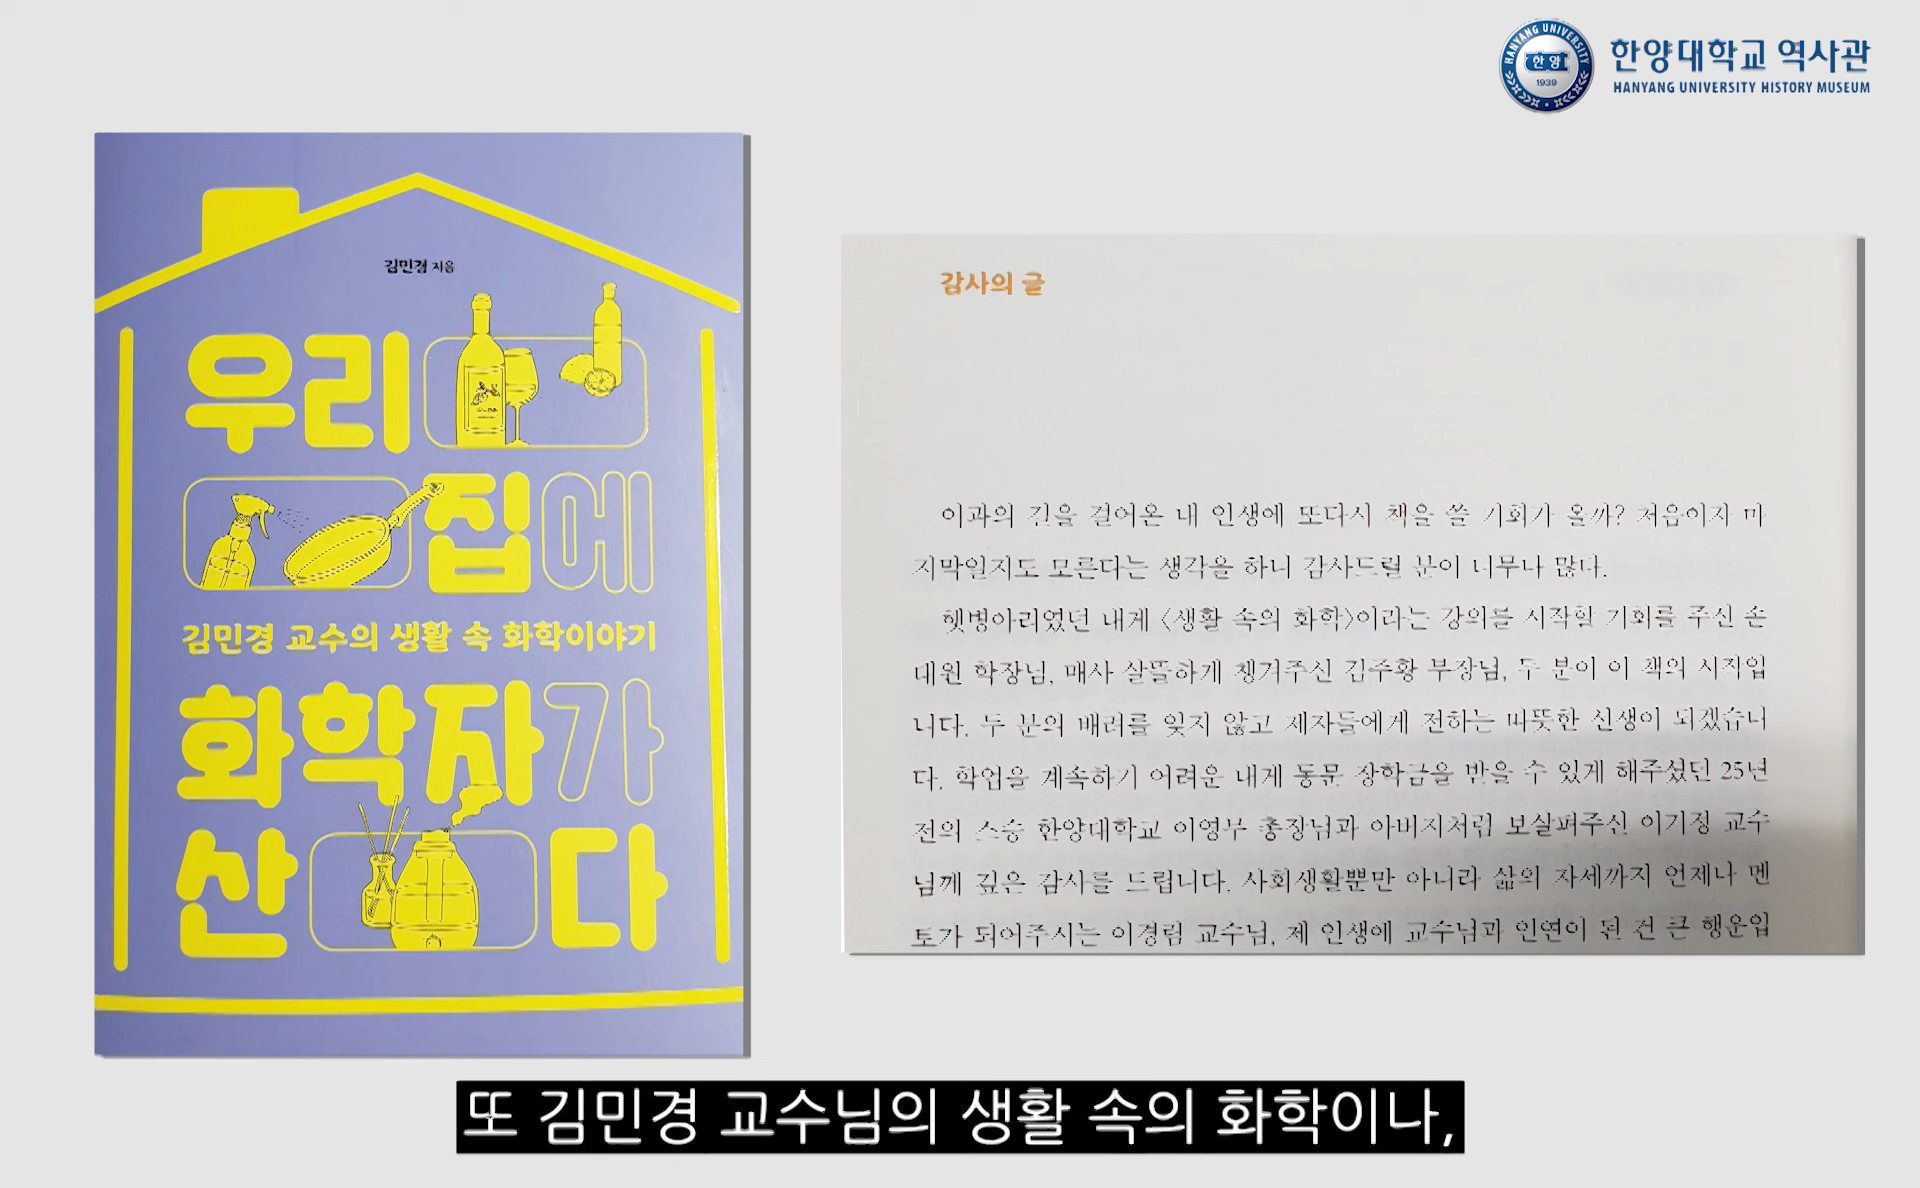 한양대학교 역사관
HANYANG UNIVERSITY HISTORY MUSEUM
HANYANG UNIVERSITY
한양
1939
김민경 지음
우리
집에
김민경 교수의 생활 속 화학이야기
화학자가
산다
감사의 글
이과의 길을 걸어온 내 인생에 또다시 책을 쓸 기회가 올까? 처음이자 마
지막일지도 모른다는 생각을 하니 감사드릴 분이 너무나 많다.
햇병아리였던 내게 〈생활 속의 화학〉이라는 강의를 시작할 기회를 주신 손
대원 학장님, 매사 살뜰하게 챙겨주신 김주황 부장님, 두 분이 이 책의 시작입
니다. 두 분의 배려를 잊지 않고 제자들에게 전하는 따뜻한 선생이 되겠습니
다. 학업을 계속하기 어려운 내게 동문 장학금을 받을 수 있게 해주셨던 25년
전의 스승 한양대학교 이영무 총장님과 아버지처럼 보살펴주신 이기정 교수
님께 깊은 감사를 드립니다. 사회생활뿐만 아니라 삶의 자세까지 언제나 멘
토가 되어주시는 이경림 교수님, 제 인생에 교수님과 인연이 된 건 큰 행운입
또 김민경 교수님의 생활 속의 화학이나,